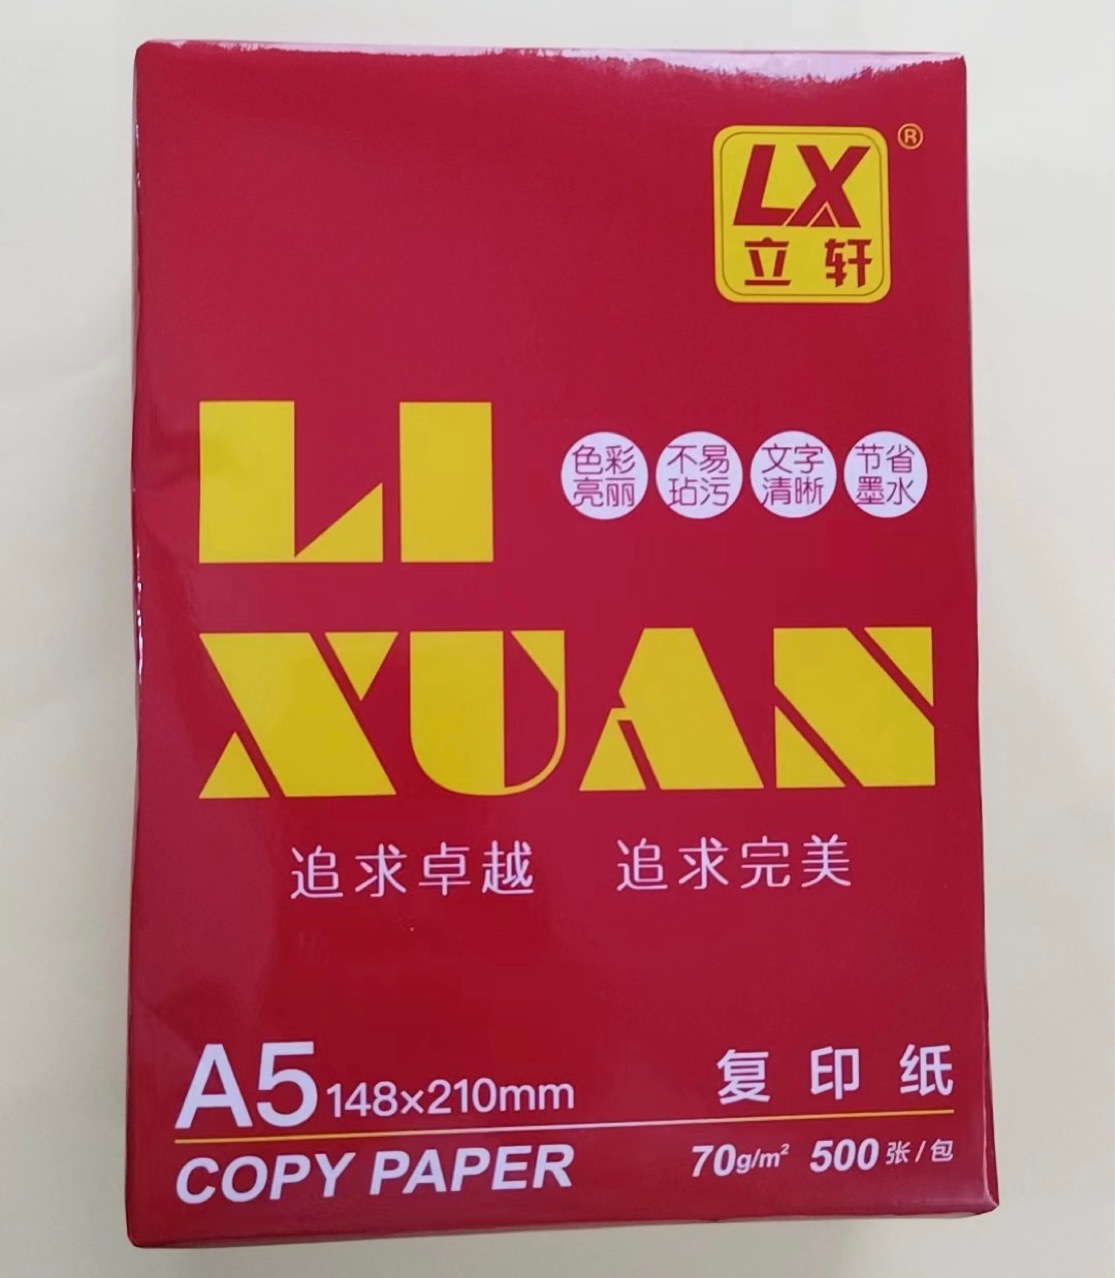 LX
®
立轩
LI
色彩亮丽
不易玷污
文字清晰
节省墨水
XUAN
追求卓越 追求完美
A5 148×210mm
复印纸
COPY PAPER
70g/m² 500张/包